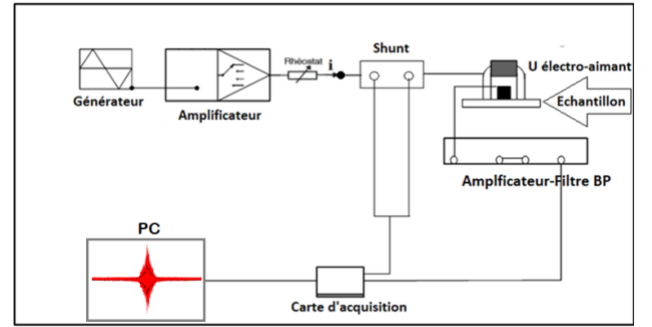 Shunt
Rhéostat
i
U électro-aimant
Générateur
Amplificateur
Echantillon
Amplficateur-Filtre BP
PC
Carte d'acquisition